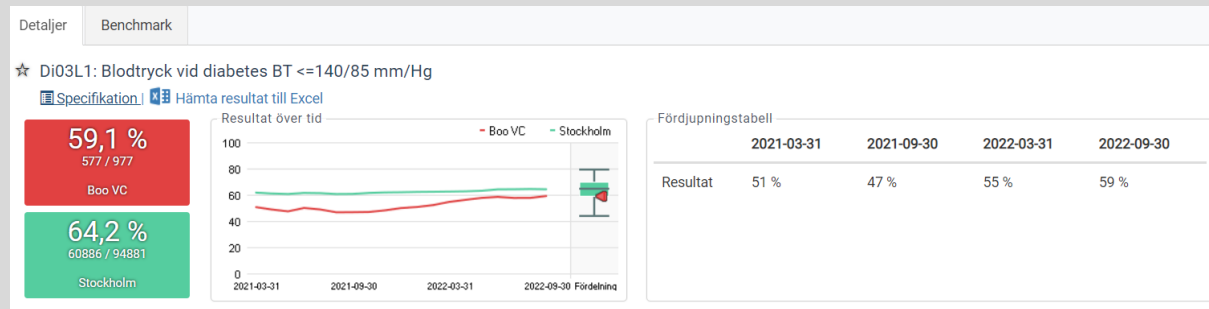 Detaljer
Benchmark
Di03L1: Blodtryck vid diabetes BT <=140/85 mm/Hg
Specifikation | Hämta resultat till Excel
59,1 %
577 / 977
Boo VC
64,2 %
60886 / 94881
Stockholm
Resultat över tid
Boo VC
Stockholm
100
80
60
40
20
0
2021-03-31
2021-09-30
2022-03-31
2022-09-30
Fördelning
Fördjupningstabell
2021-03-31 2021-09-30 2022-03-31 2022-09-30
Resultat 51 % 47 % 55 % 59 %